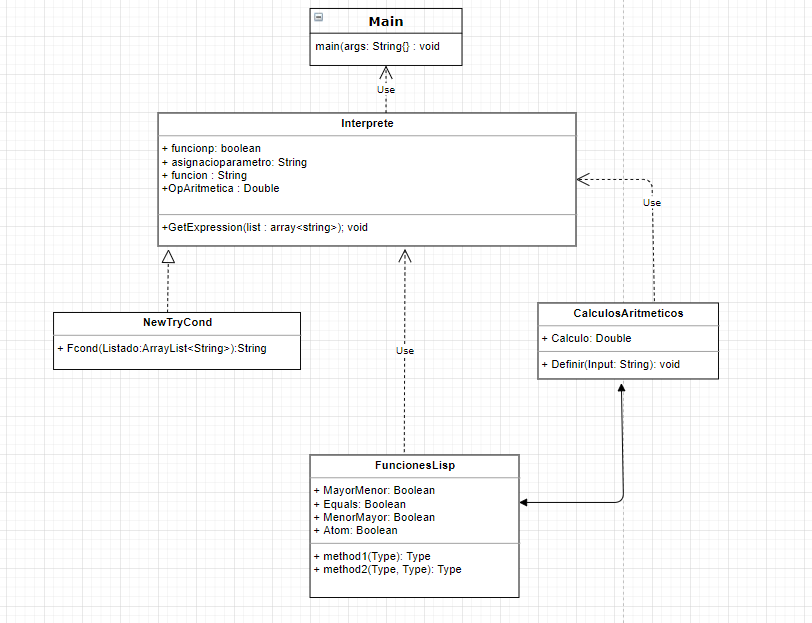 Main
main(args: String{} : void
Use
Interprete
+ funcionp: boolean
+ asignacioparametro: String
+ funcion : String
+OpAritmetica : Double
+GetExpression(list : array<string>); void
Use
NewTryCond
+ Fcond(Listado:ArrayList<String>):String
CalculosAritmeticos
+ Calculo: Double
+ Definir(Input: String): void
Use
FuncionesLisp
+ MayorMenor: Boolean
+ Equals: Boolean
+ MenorMayor: Boolean
+ Atom: Boolean
+ method1(Type): Type
+ method2(Type, Type): Type